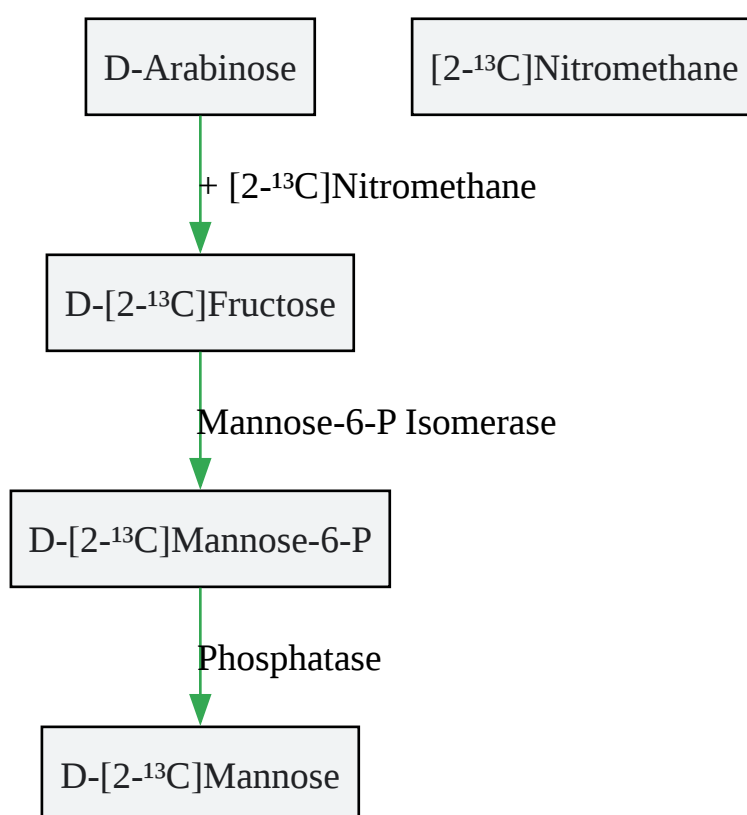 D-Arabinose
[2-¹³C]Nitromethane
+ [2-¹³C]Nitromethane
D-[2-¹³C]Fructose
Mannose-6-P Isomerase
D-[2-¹³C]Mannose-6-P
Phosphatase
D-[2-¹³C]Mannose